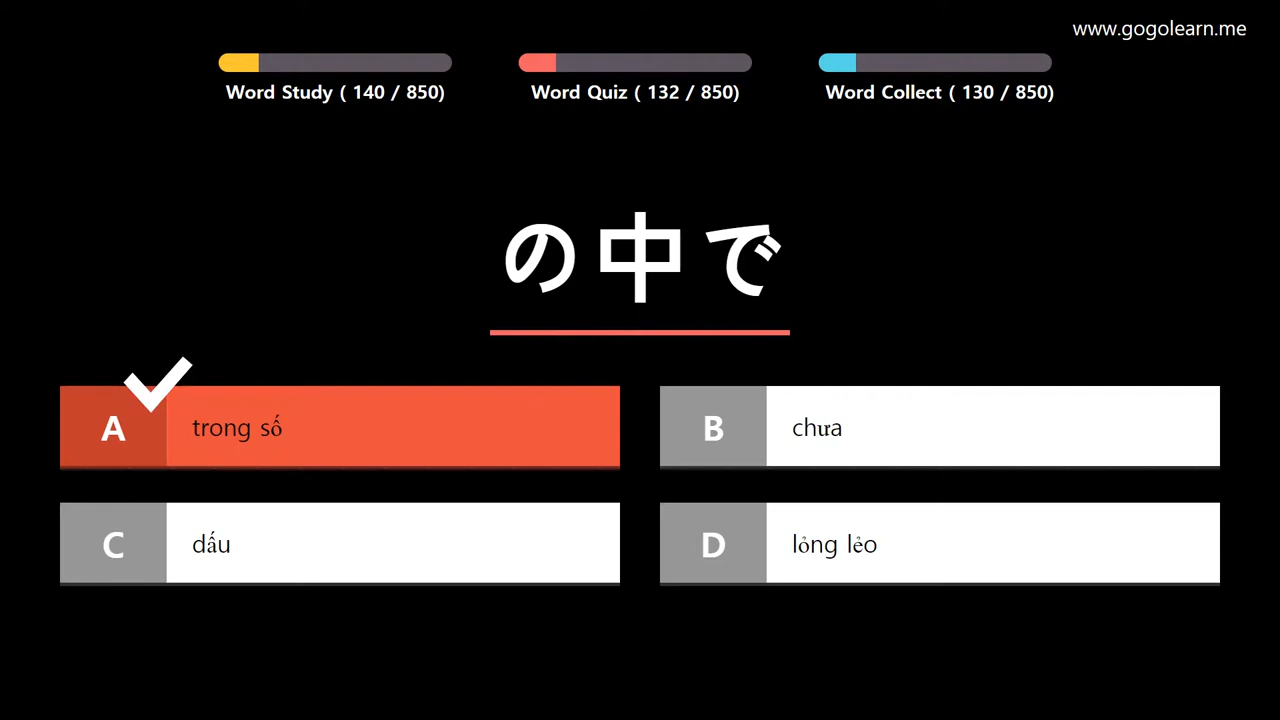 www.gogolearn.me
Word Study ( 140 / 850)
Word Quiz ( 132 / 850)
Word Collect ( 130 / 850)
の中で
A trong số
B chưa
C dấu
D lỏng lẻo